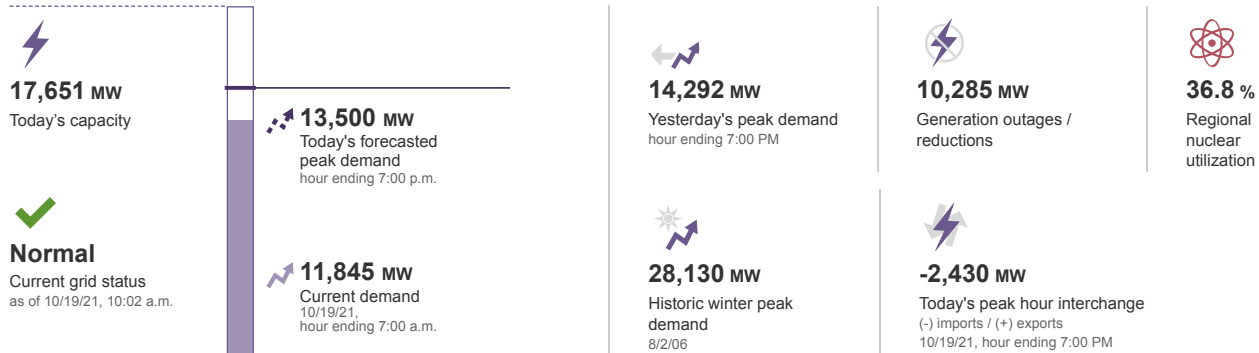 17,651 MW
Today's capacity
Normal
Current grid status
as of 10/19/21, 10:02 a.m.
13,500 MW
Today's forecasted
peak demand
hour ending 7:00 p.m.
11,845 MW
Current demand
10/19/21,
hour ending 7:00 a.m.
14,292 MW
Yesterday's peak demand
hour ending 7:00 PM
10,285 MW
Generation outages /
reductions
36.8 %
Regional
nuclear
utilization
28,130 MW
Historic winter peak
demand
8/2/06
-2,430 MW
Today's peak hour interchange
(-) imports / (+) exports
10/19/21, hour ending 7:00 PM